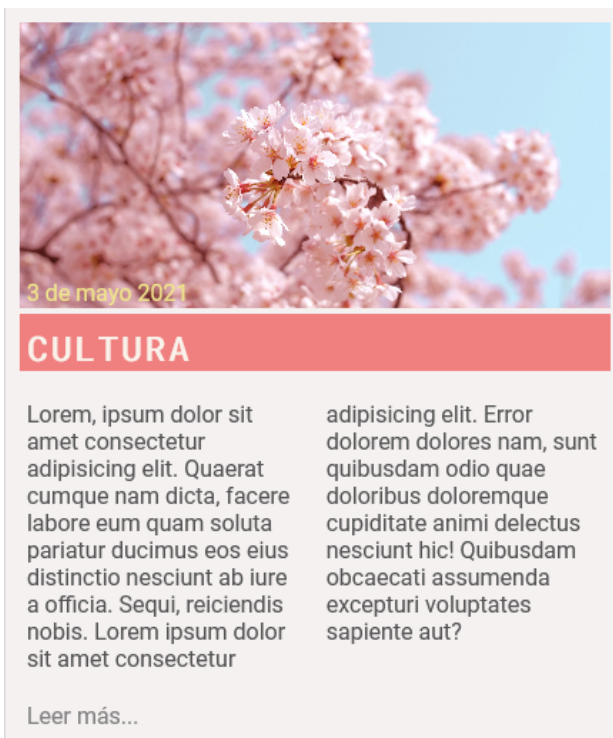 3 de mayo 2021
CULTURA
Lorem, ipsum dolor sit
amet consectetur
adipisicing elit. Quaerat
cumque nam dicta, facere
labore eum quam soluta
pariatur ducimus eos eius
distinctio nesciunt ab iure
a officia. Sequi, reiciendis
nobis. Lorem ipsum dolor
sit amet consectetur
adipisicing elit. Error
dolorem dolores nam, sunt
quibusdam odio quae
doloribus doloremque
cupiditate animi delectus
nesciunt hic! Quibusdam
obcaecati assumenda
excepturi voluptates
sapiente aut?
Leer más...